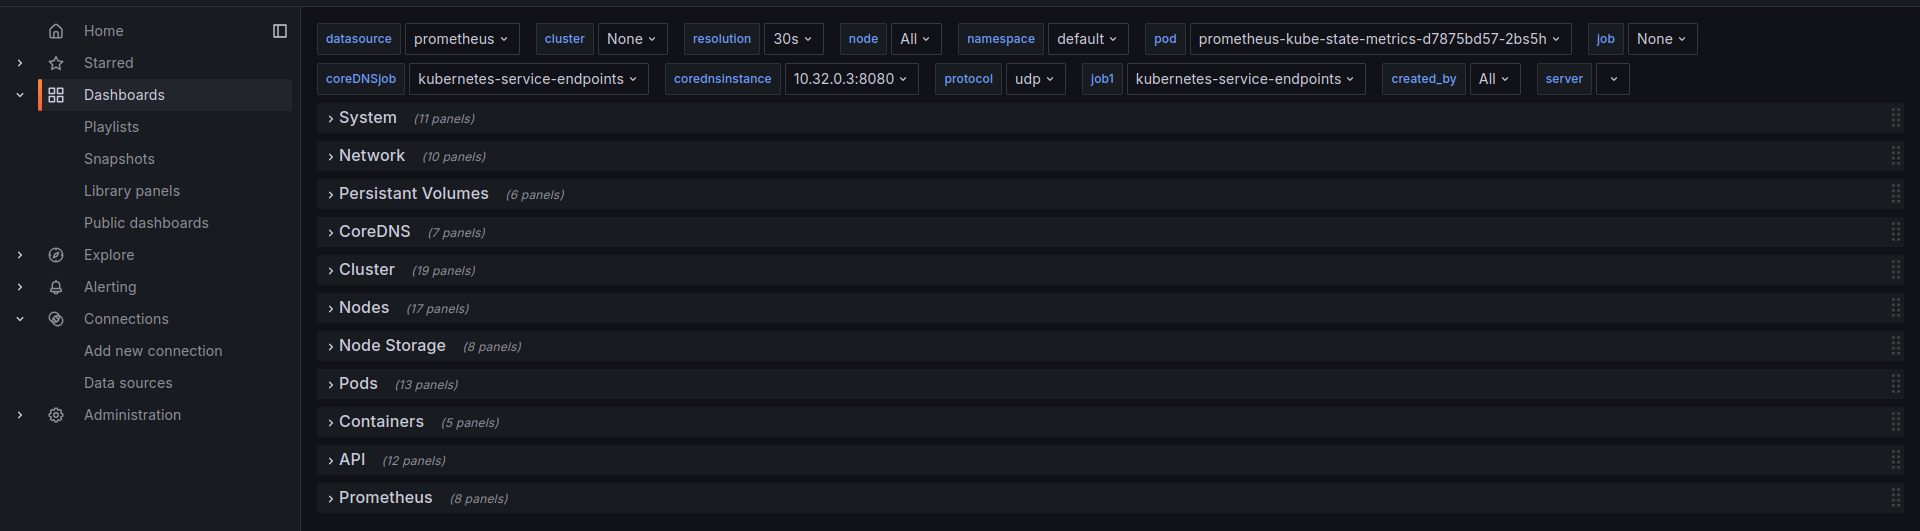 Home
Starred
Dashboards
Playlists
Snapshots
Library panels
Public dashboards
Explore
Alerting
Connections
Add new connection
Data sources
Administration
datasource prometheus cluster None resolution 30s node All namespace default pod prometheus-kube-state-metrics-d7875bd57-2bs5h job None
coreDNSjob kubernetes-service-endpoints corednsinstance 10.32.0.3:8080 protocol udp job1 kubernetes-service-endpoints created_by All server
System (11 panels)
Network (10 panels)
Persistant Volumes (6 panels)
CoreDNS (7 panels)
Cluster (19 panels)
Nodes (17 panels)
Node Storage (8 panels)
Pods (13 panels)
Containers (5 panels)
API (12 panels)
Prometheus (8 panels)